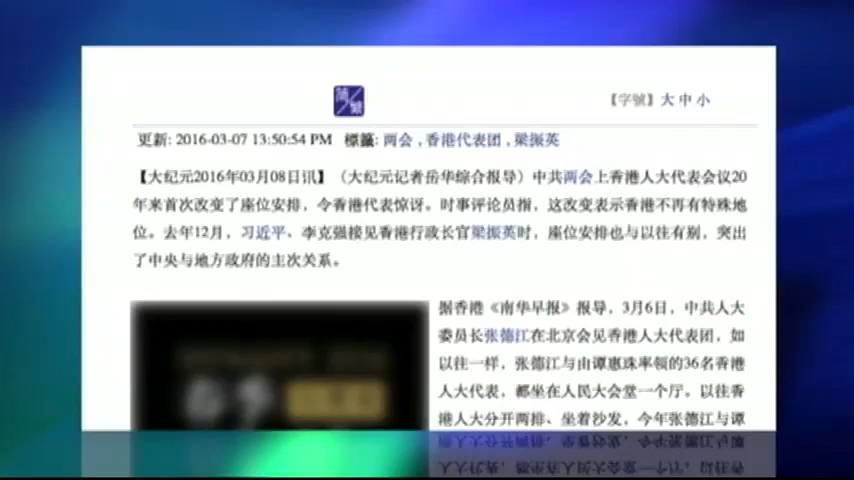 简繁
【字號】大 中 小
更新: 2016-03-07 13:50:54 PM 標籤: 两会 , 香港代表团 , 梁振英
【大纪元2016年03月08日讯】（大纪元记者岳华综合报导）中共两会上香港人大代表会议20
年来首次改变了座位安排，令香港代表惊讶。时事评论员指，这改变表示香港不再有特殊地
位。去年12月，习近平、李克强接见香港行政长官梁振英时，座位安排也与以往有别，突出
了中央与地方政府的主次关系。
据香港《南华早报》报导，3月6日，中共人大
委员长张德江在北京会见香港人大代表团，如
以往一样，张德江与由谭惠珠率领的36名香港
人大代表，都坐在人民大会堂一个厅。以往香
港人大分开两排、坐着沙发，今年张德江与谭